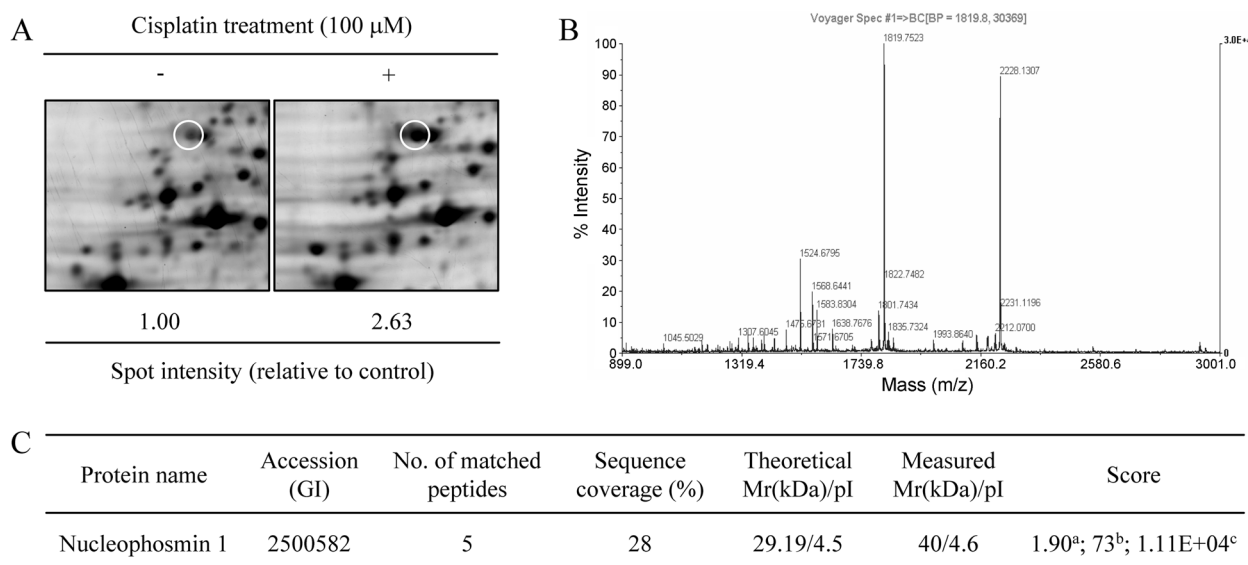 A
Cisplatin treatment (100 μM)
- +
1.00 2.63
Spot intensity (relative to control)
B
Voyager Spec #1=>BC[BP = 1819.8, 30369]
100
90
80
70
60
50
40
30
20
10
0
% Intensity
3.0E+
0
1819.7523
2228.1307
1524.6795
1822.7482
1568.6441
1583.8304
1801.7434
2231.1196
1638.7676
1835.7324
2212.0700
1307.6045
1475.6731
1045.5029
1993.8640
899.0 1319.4 1739.8 2160.2 2580.6 3001.0
Mass (m/z)
C
Protein name Accession (GI) No. of matched peptides Sequence coverage (%) Theoretical Mr(kDa)/pI Measured Mr(kDa)/pI Score
Nucleophosmin 1 2500582 5 28 29.19/4.5 40/4.6 1.90a; 73b; 1.11E+04c